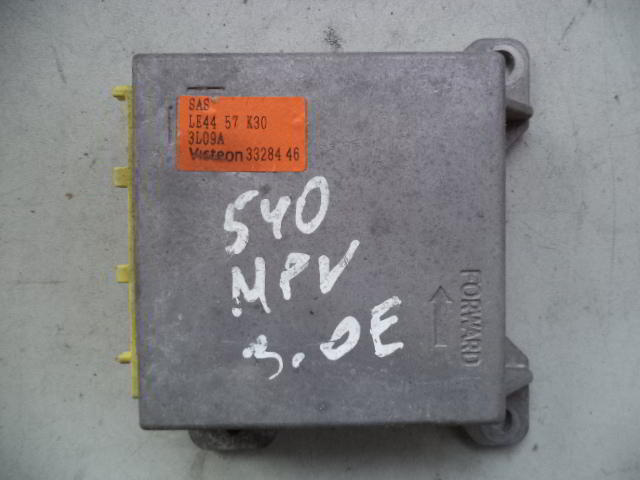 SAS
LE44 57 K30
3L09A
Visteon 33284 46
540
MPV
3.0E
FORWARD